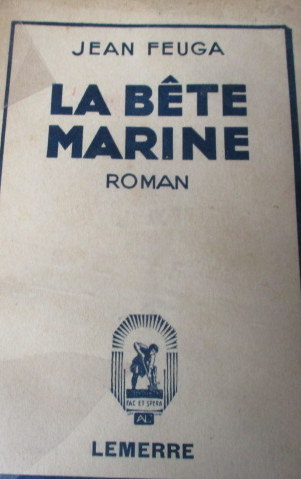 JEAN FEUGA
LA BÊTE
MARINE
ROMAN
FAC ET SPERA
AL
LEMERRE